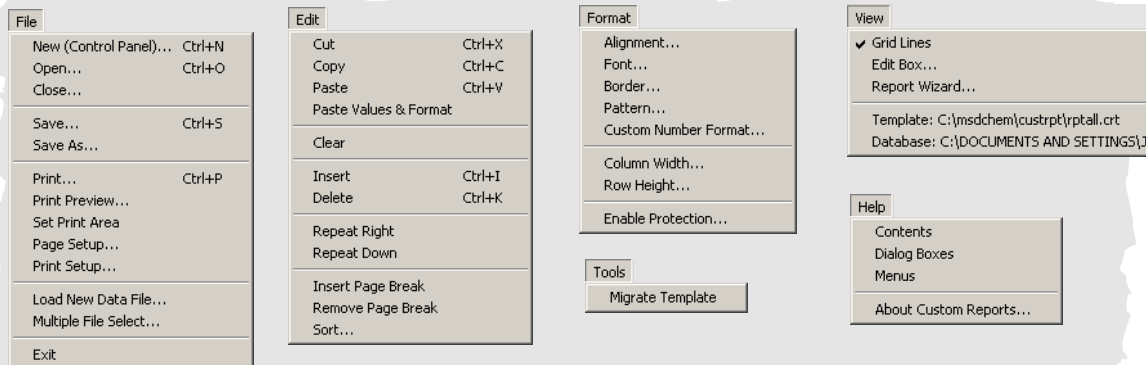 File
New (Control Panel)... Ctrl+N
Open... Ctrl+O
Close...
Save... Ctrl+S
Save As...
Print... Ctrl+P
Print Preview...
Set Print Area
Page Setup...
Print Setup...
Load New Data File...
Multiple File Select...
Exit
Edit
Cut Ctrl+X
Copy Ctrl+C
Paste Ctrl+V
Paste Values & Format
Clear
Insert Ctrl+I
Delete Ctrl+K
Repeat Right
Repeat Down
Insert Page Break
Remove Page Break
Sort...
Format
Alignment...
Font...
Border...
Pattern...
Custom Number Format...
Column Width...
Row Height...
Enable Protection...
Tools
Migrate Template
View
Grid Lines
Edit Box...
Report Wizard...
Template: C:\msdchem\custrpt\rptall.crt
Database: C:\DOCUMENTS AND SETTINGS\J
Help
Contents
Dialog Boxes
Menus
About Custom Reports...